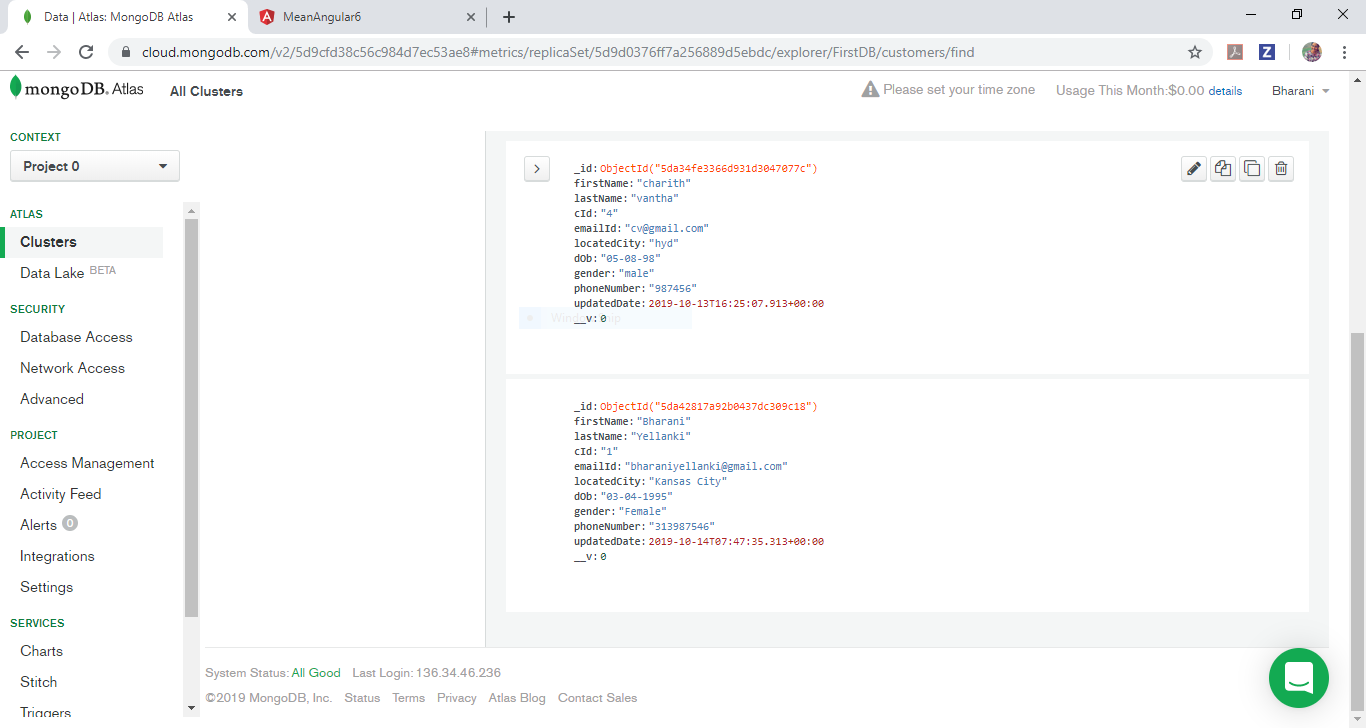 Data | Atlas: MongoDB Atlas
MeanAngular6
cloud.mongodb.com/v2/5d9cfd38c56c984d7ec53ae8#metrics/replicaSet/5d9d0376ff7a256889d5ebdc/explorer/FirstDB/customers/find
mongoDB. Atlas All Clusters
Please set your time zone Usage This Month:$0.00 details Bharani
CONTEXT
Project 0
ATLAS
Clusters
Data Lake BETA
SECURITY
Database Access
Network Access
Advanced
PROJECT
Access Management
Activity Feed
Alerts 0
Integrations
Settings
SERVICES
Charts
Stitch
Triggers
_id: ObjectId("5da34fe3366d931d3047077c")
firstName: "charith"
lastName: "vantha"
cId: "4"
emailId: "cv@gmail.com"
locatedCity: "hyd"
dOb: "05-08-98"
gender: "male"
phoneNumber: "987456"
updatedDate: 2019-10-13T16:25:07.913+00:00
__v: 0
_id: ObjectId("5da42817a92b0437dc309c18")
firstName: "Bharani"
lastName: "Yellanki"
cId: "1"
emailId: "bharaniyellanki@gmail.com"
locatedCity: "Kansas City"
dOb: "03-04-1995"
gender: "Female"
phoneNumber: "313987546"
updatedDate: 2019-10-14T07:47:35.313+00:00
__v: 0
System Status: All Good Last Login: 136.34.46.236
©2019 MongoDB, Inc. Status Terms Privacy Atlas Blog Contact Sales